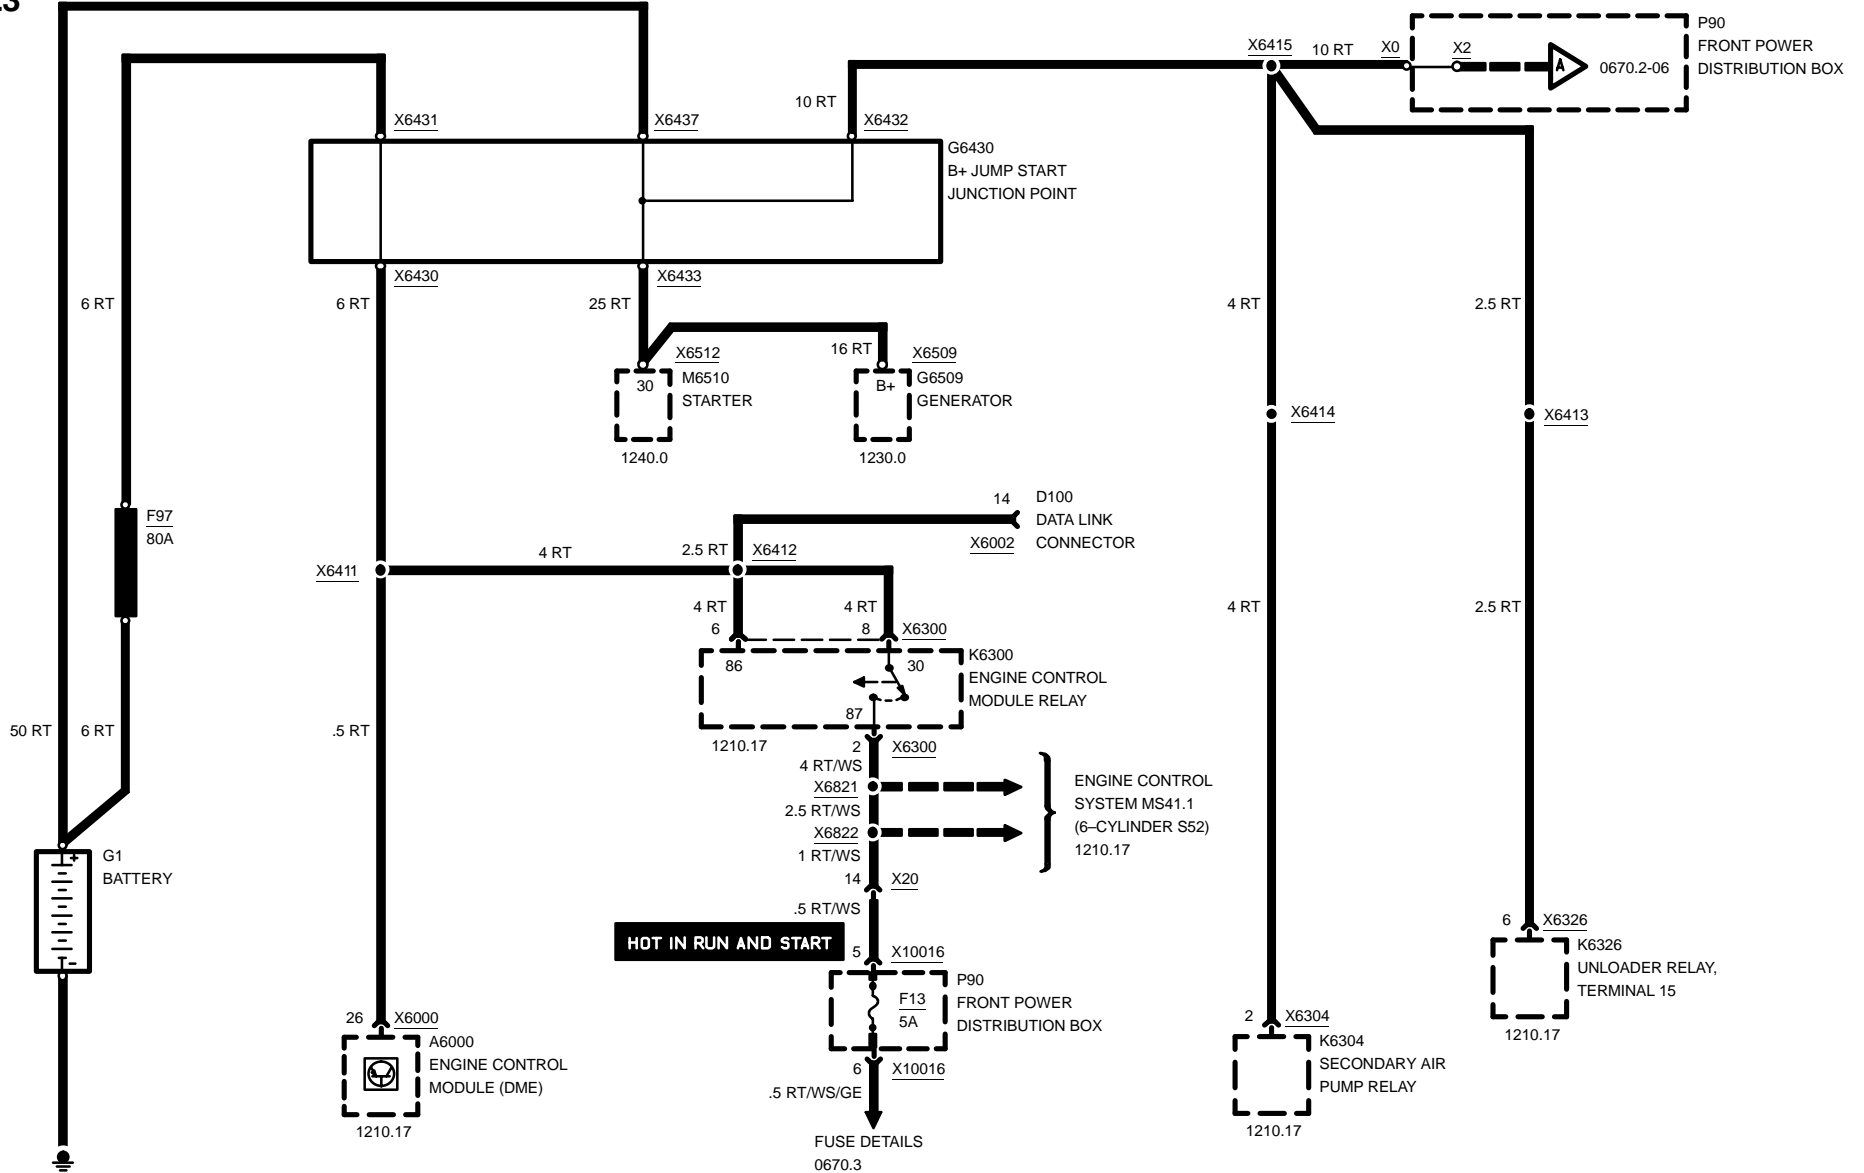 X6415
10 RT
X0
X2
A
0670.2-06
P90
FRONT POWER
DISTRIBUTION BOX
10 RT
X6431
X6437
X6432
G6430
B+ JUMP START
JUNCTION POINT
X6430
X6433
6 RT
6 RT
25 RT
4 RT
2.5 RT
16 RT
X6512
M6510
STARTER
30
1240.0
X6509
G6509
GENERATOR
B+
1230.0
X6414
X6413
F97
80A
14
D100
DATA LINK
CONNECTOR
X6002
X6411
4 RT
2.5 RT
X6412
4 RT
4 RT
6
8
X6300
4 RT
2.5 RT
86
30
87
K6300
ENGINE CONTROL
MODULE RELAY
1210.17
50 RT
6 RT
.5 RT
2
X6300
4 RT/WS
X6821
2.5 RT/WS
X6822
1 RT/WS
ENGINE CONTROL
SYSTEM MS41.1
(6–CYLINDER S52)
1210.17
14
X20
.5 RT/WS
G1
BATTERY
+
-
HOT IN RUN AND START
5
X10016
P90
FRONT POWER
DISTRIBUTION BOX
F13
5A
6
X10016
.5 RT/WS/GE
FUSE DETAILS
0670.3
26
X6000
A6000
ENGINE CONTROL
MODULE (DME)
1210.17
2
X6304
K6304
SECONDARY AIR
PUMP RELAY
1210.17
6
X6326
K6326
UNLOADER RELAY,
TERMINAL 15
1210.17